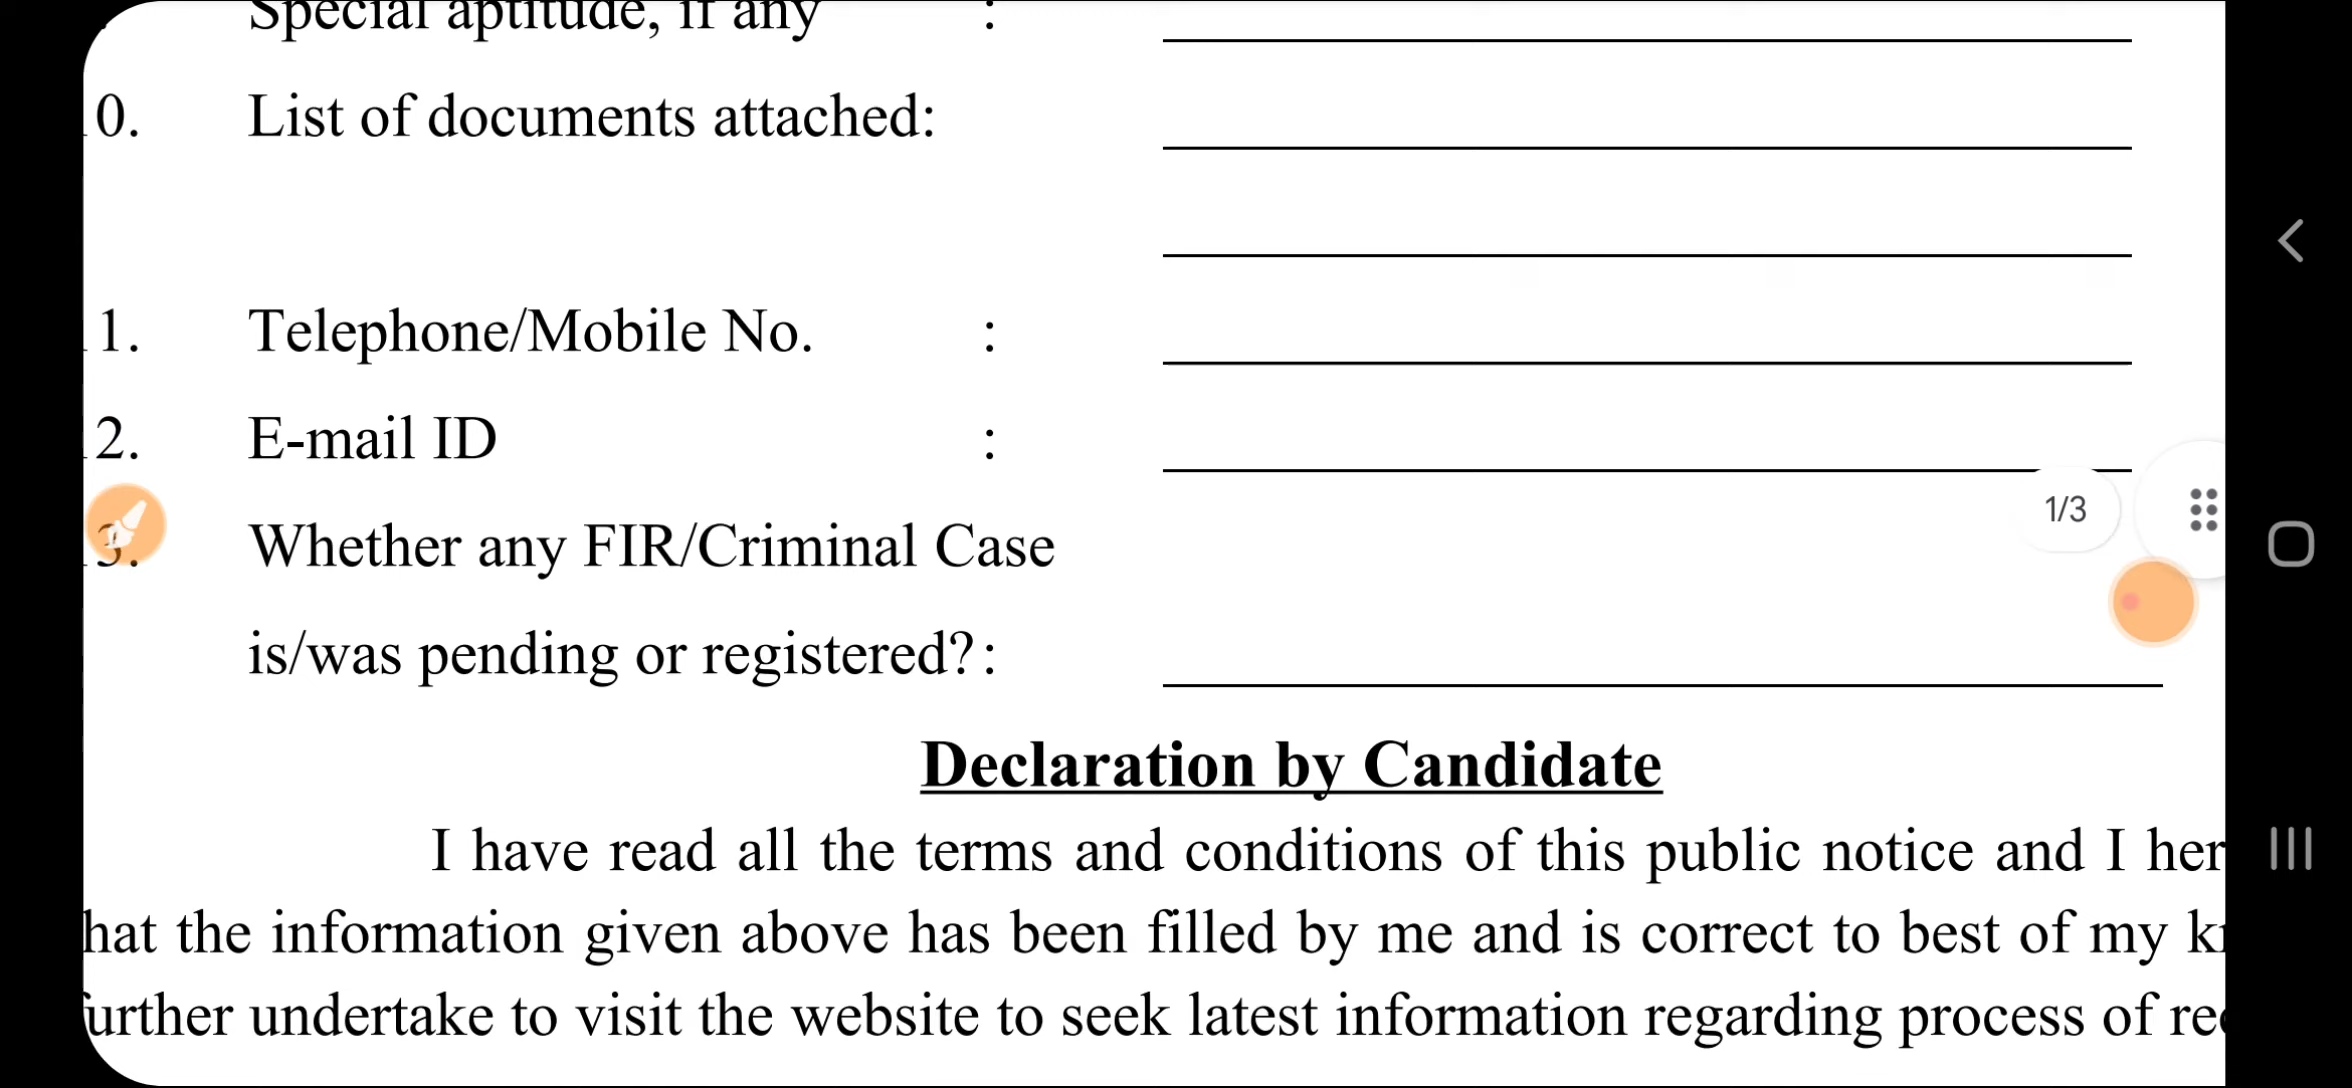 Special aptitude, if any :
0. List of documents attached:
1. Telephone/Mobile No. :
2. E-mail ID :
1/3
3. Whether any FIR/Criminal Case
is/was pending or registered? :
Declaration by Candidate
I have read all the terms and conditions of this public notice and I her
hat the information given above has been filled by me and is correct to best of my
urther undertake to visit the website to seek latest information regarding process of